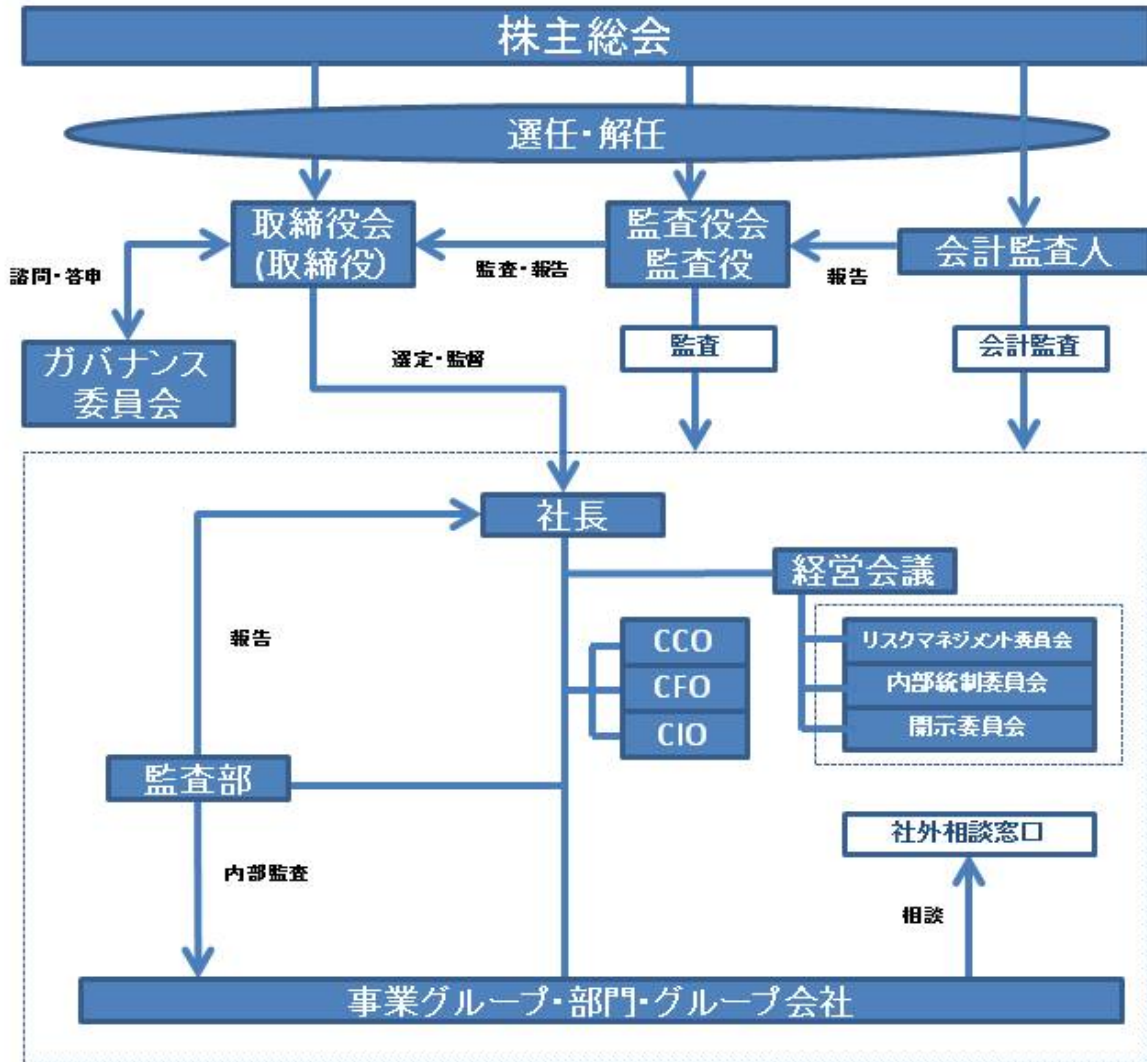 株主総会
選任・解任
取締役会
(取締役)
監査役会
監査役
会計監査人
諮問・答申
監査・報告
報告
ガバナンス
委員会
選定・監督
監査
会計監査
社長
経営会議
報告
CCO
CFO
CIO
リスクマネジメント委員会
内部統制委員会
開示委員会
監査部
社外相談窓口
内部監査
相談
事業グループ・部門・グループ会社